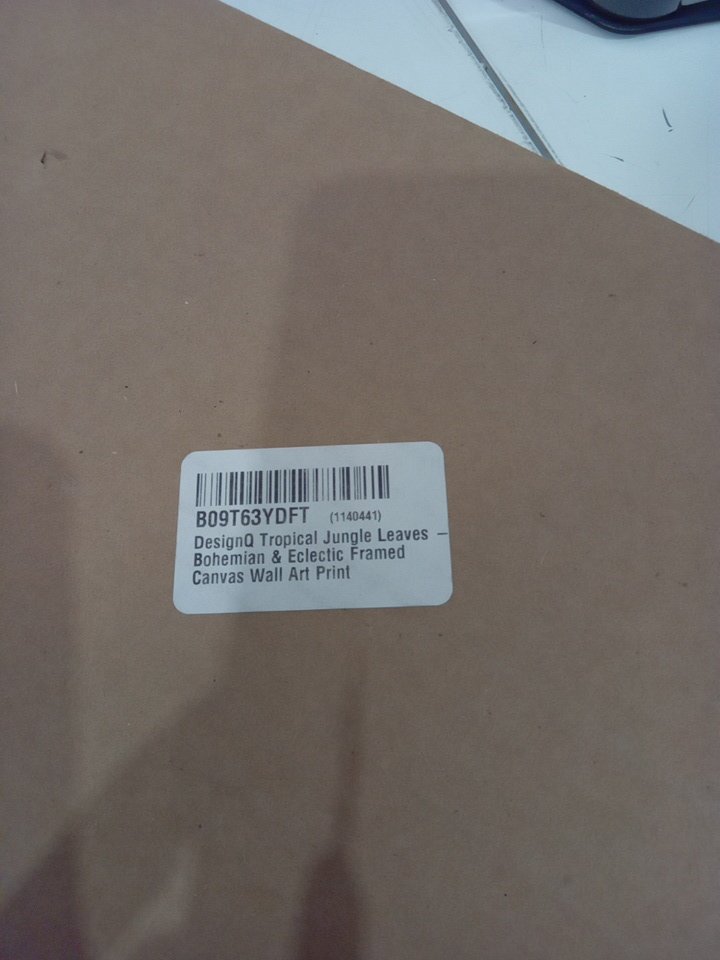 B09T63YDFT (1140441)
DesignQ Tropical Jungle Leaves –
Bohemian & Eclectic Framed
Canvas Wall Art Print